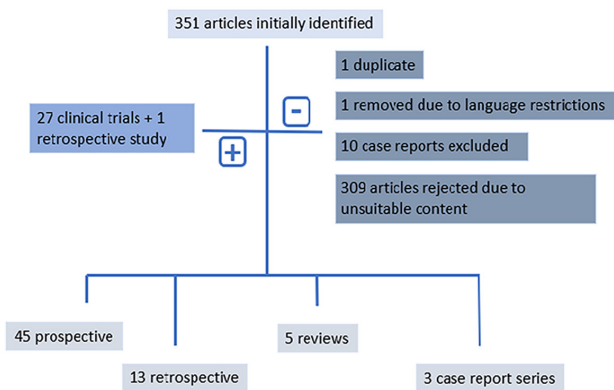 351 articles initially identified
1 duplicate
27 clinical trials + 1
retrospective study
-
+
1 removed due to language restrictions
10 case reports excluded
309 articles rejected due to
unsuitable content
45 prospective
13 retrospective
5 reviews
3 case report series